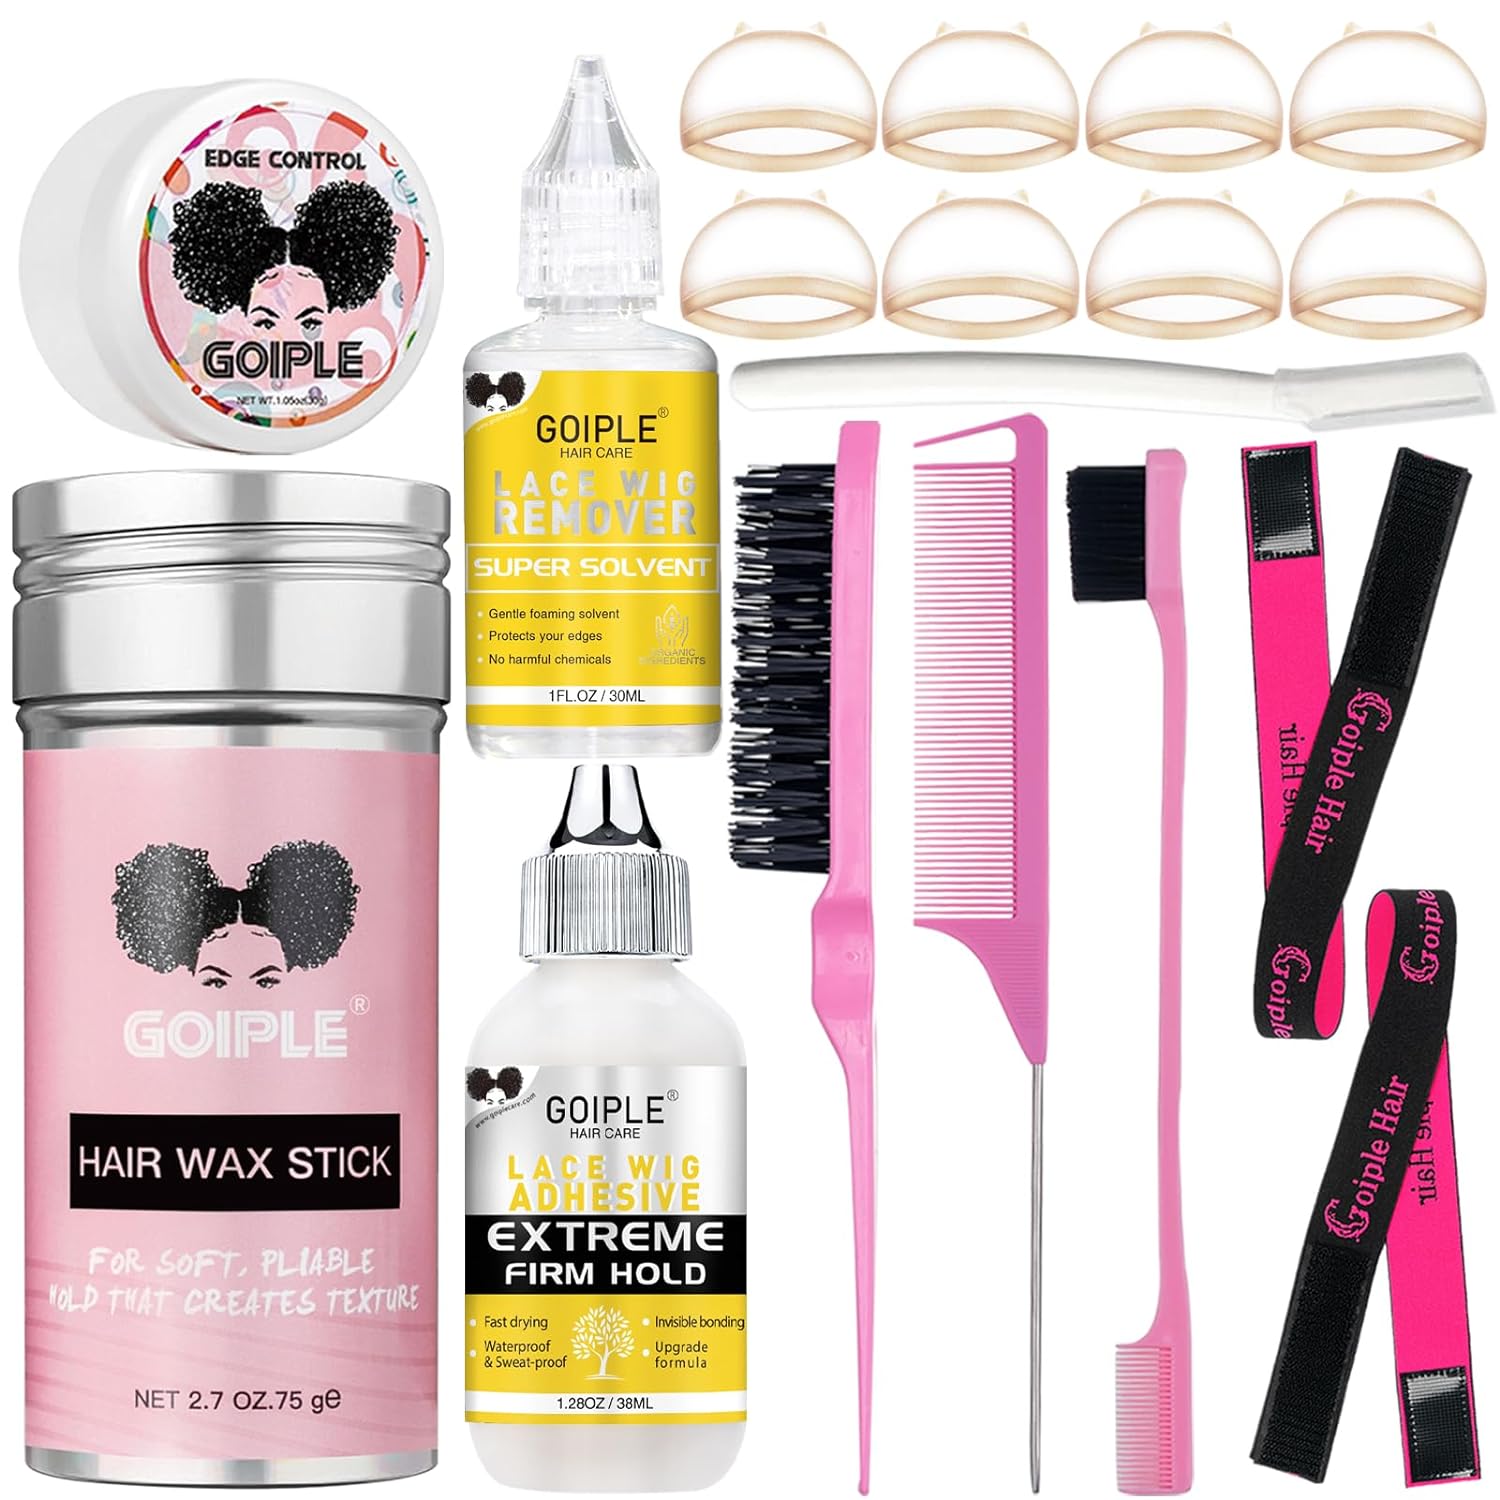 EDGE CONTROL
GOIPLE
NET WT.1.05oz(30g)
GOIPLE®
HAIR WAX STICK
FOR SOFT, PLIABLE
HOLD THAT CREATES TEXTURE
NET 2.7 OZ.75 g℮
GOIPLE®
HAIR CARE
LACE WIG
REMOVER
SUPER SOLVENT
• Gentle foaming solvent
• Protects your edges
• No harmful chemicals
ORGANIC
INGREDIENTS
1FL.OZ / 30ML
www.goiplecare.com
GOIPLE®
HAIR CARE
LACE WIG
ADHESIVE
EXTREME
FIRM HOLD
• Fast drying
• Waterproof
& Sweat-proof
• Invisible bonding
• Upgrade
formula
1.28OZ / 38ML
Goiple Hair
Goiple
Goiple
Goiple Hair